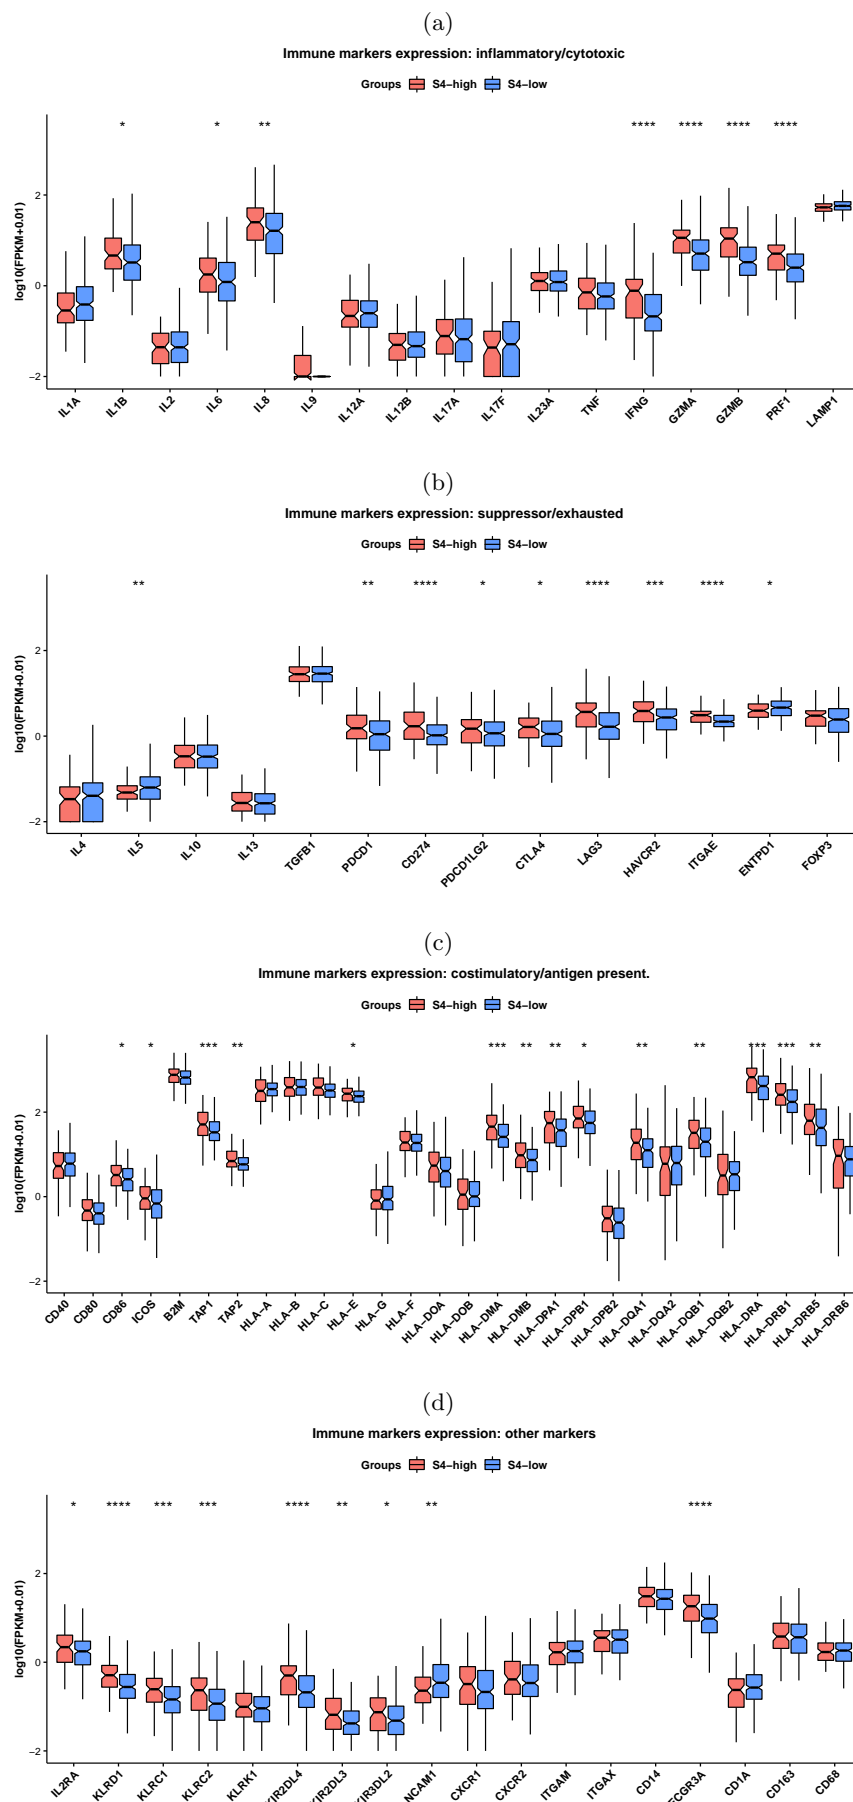 (a)
Immune markers expression: inflammatory/cytotoxic
Groups S4−high S4−low
* * ** **** **** **** ****
log10(FPKM+0.01)
2
0
−2
IL1A IL1B IL2 IL6 IL8 IL9 IL12A IL12B IL17A IL17F IL23A TNF IFNG GZMA GZMB PRF1 LAMP1
(b)
Immune markers expression: suppressor/exhausted
Groups S4−high S4−low
** ** **** * * **** *** **** *
log10(FPKM+0.01)
2
0
−2
IL4 IL5 IL10 IL13 TGFB1 PDCD1 CD274 PDCD1LG2 CTLA4 LAG3 HAVCR2 ITGAE ENTPD1 FOXP3
(c)
Immune markers expression: costimulatory/antigen present.
Groups S4−high S4−low
* * *** ** * *** ** ** * ** ** *** *** **
log10(FPKM+0.01)
2
0
−2
CD40 CD80 CD86 ICOS B2M TAP1 TAP2 HLA−A HLA−B HLA−C HLA−E HLA−G HLA−F HLA−DOA HLA−DOB HLA−DMA HLA−DMB HLA−DPA1 HLA−DPB1 HLA−DPB2 HLA−DQA1 HLA−DQA2 HLA−DQB1 HLA−DQB2 HLA−DRA HLA−DRB1 HLA−DRB5 HLA−DRB6
(d)
Immune markers expression: other markers
Groups S4−high S4−low
* **** *** *** **** ** * ** ****
log10(FPKM+0.01)
2
0
−2
IL2RA KLRD1 KLRC1 KLRC2 KLRK1 KIR2DL4 KIR2DL3 KIR3DL2 NCAM1 CXCR1 CXCR2 ITGAM ITGAX CD14 FCGR3A CD1A CD163 CD68